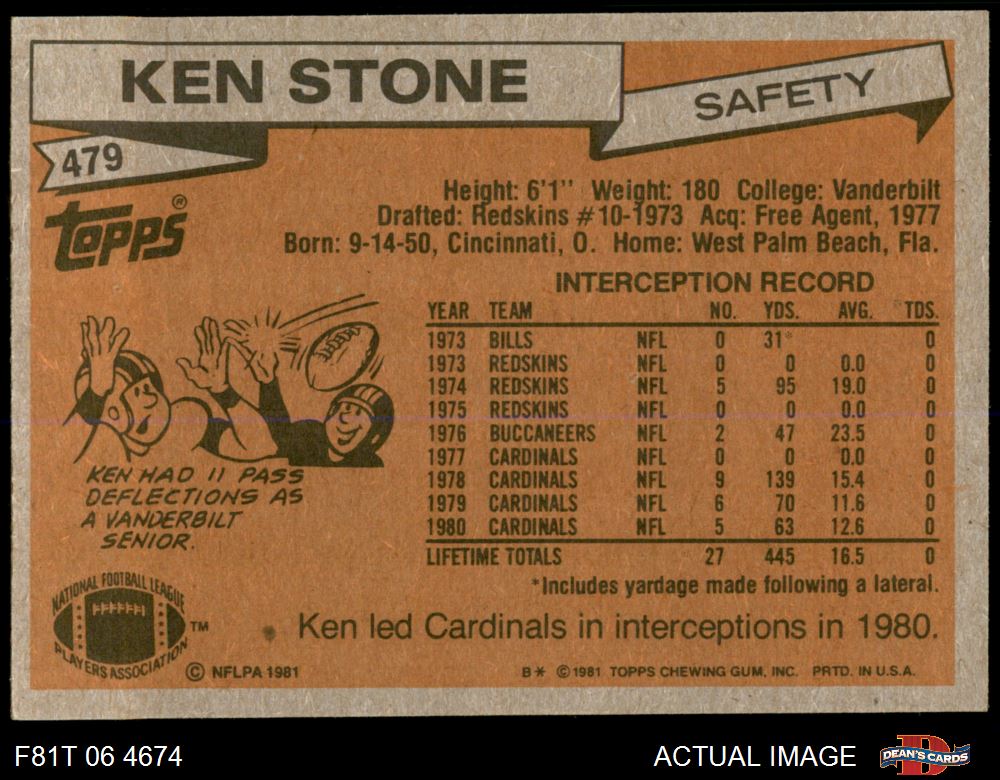 KEN STONE
SAFETY
479
TOPPS®
Height: 6'1" Weight: 180 College: Vanderbilt
Drafted: Redskins #10-1973 Acq: Free Agent, 1977
Born: 9-14-50, Cincinnati, O. Home: West Palm Beach, Fla.
INTERCEPTION RECORD
YEAR TEAM NO. YDS. AVG. TDS.
1973 BILLS NFL 0 31* 0
1973 REDSKINS NFL 0 0 0.0 0
1974 REDSKINS NFL 5 95 19.0 0
1975 REDSKINS NFL 0 0 0.0 0
1976 BUCCANEERS NFL 2 47 23.5 0
1977 CARDINALS NFL 0 0 0.0 0
1978 CARDINALS NFL 9 139 15.4 0
1979 CARDINALS NFL 6 70 11.6 0
1980 CARDINALS NFL 5 63 12.6 0
LIFETIME TOTALS 27 445 16.5 0
*Includes yardage made following a lateral.
KEN HAD 11 PASS
DEFLECTIONS AS
A VANDERBILT
SENIOR.
Ken led Cardinals in interceptions in 1980.
NATIONAL FOOTBALL LEAGUE
PLAYERS ASSOCIATION
TM
© NFLPA 1981
B* © 1981 TOPPS CHEWING GUM, INC. PRTD. IN U.S.A.
F81T 06 4674
ACTUAL IMAGE
DEAN'S CARDS